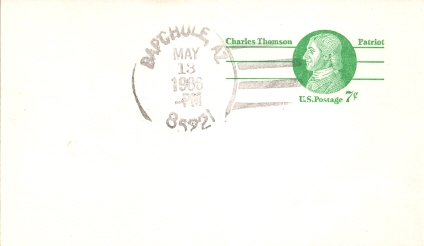 BAPCHULE, AZ
MAY
13
1986
PM
85221
Charles Thomson Patriot
U.S. Postage 7¢